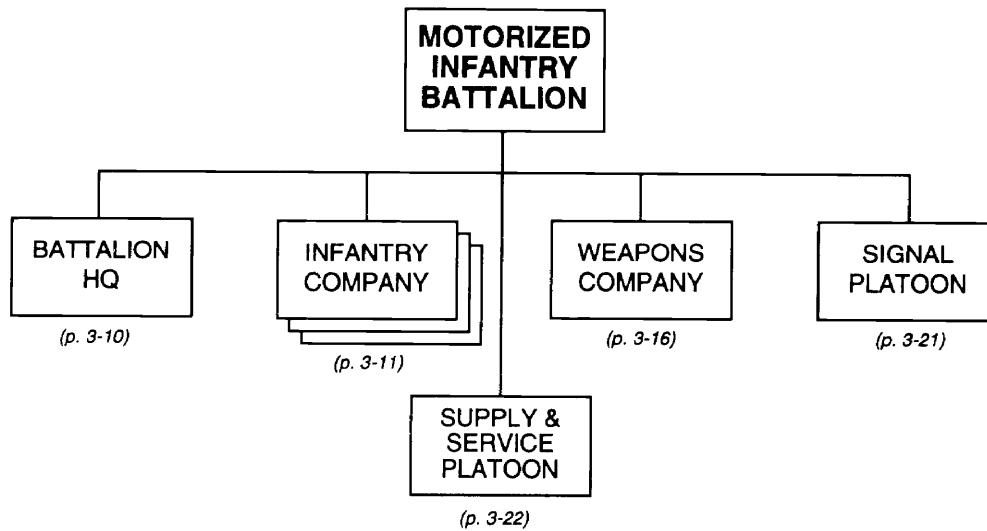 MOTORIZED
INFANTRY
BATTALION
BATTALION
HQ
(p. 3-10)
INFANTRY
COMPANY
(p. 3-11)
WEAPONS
COMPANY
(p. 3-16)
SIGNAL
PLATOON
(p. 3-21)
SUPPLY &
SERVICE
PLATOON
(p. 3-22)